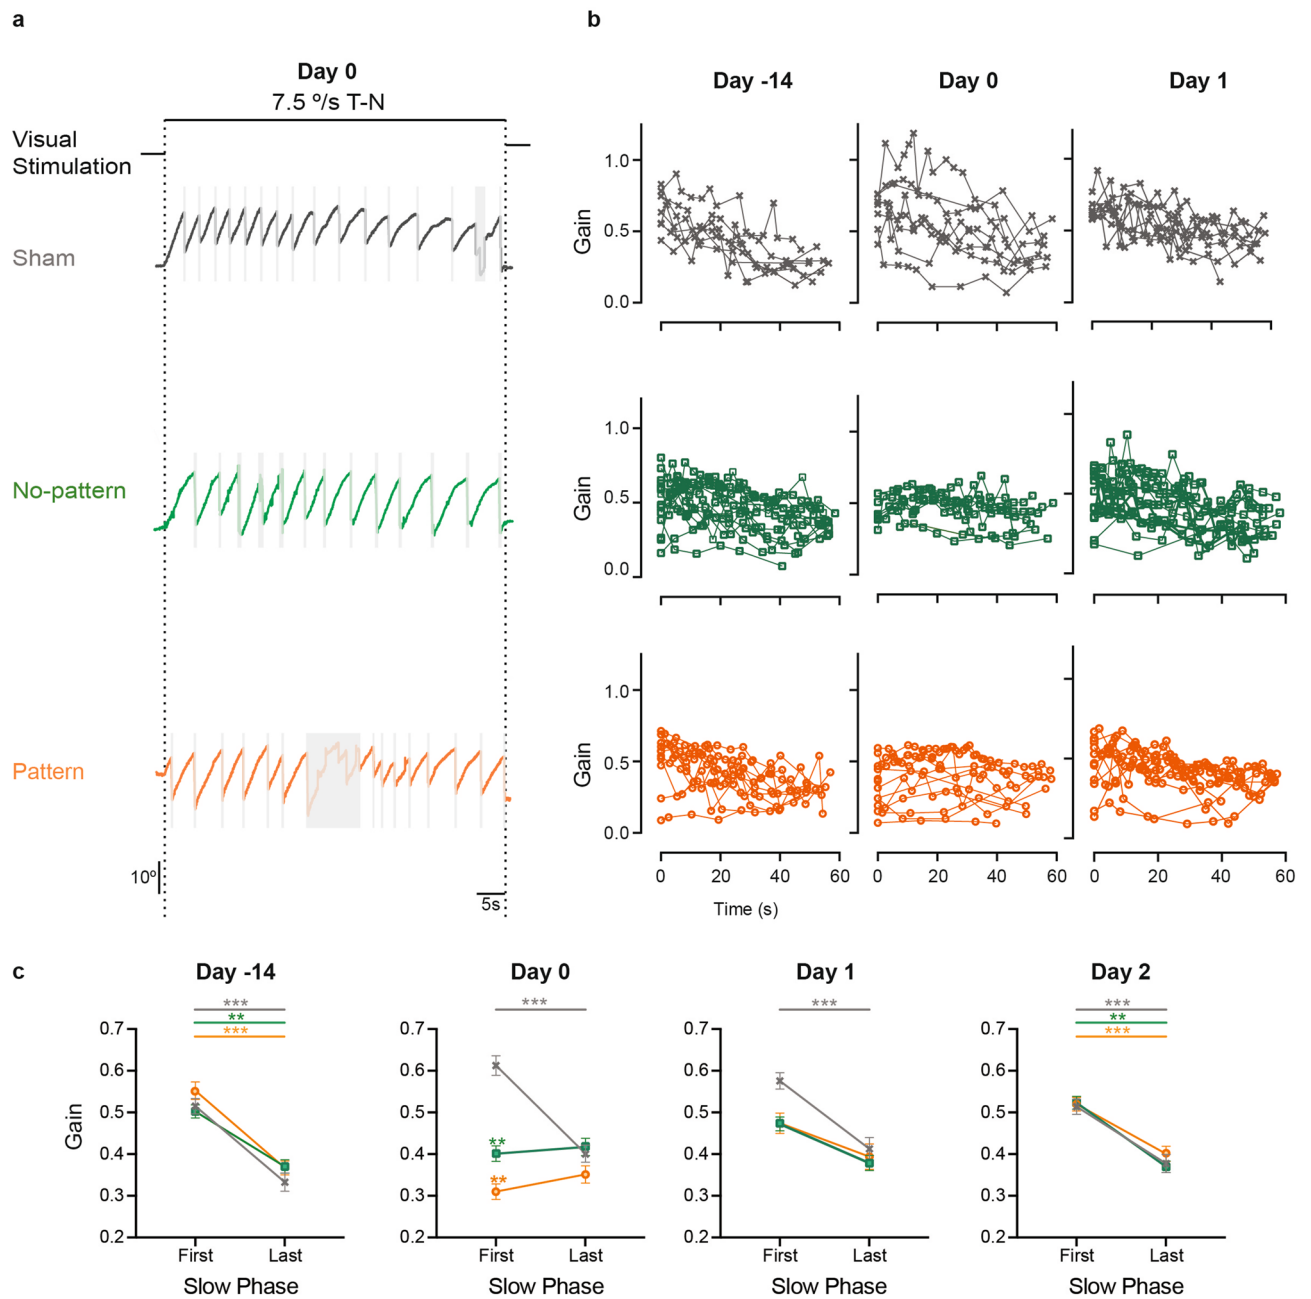 a
b
Day 0
7.5 º/s T-N
Visual
Stimulation
Sham
No-pattern
Pattern
10º
5s
Day -14
Day 0
Day 1
Gain
1.0
0.5
0.0
Gain
1.0
0.5
0.0
Gain
1.0
0.5
0.0
0 20 40 60
0 20 40 60
0 20 40 60
Time (s)
c
Day -14
Day 0
Day 1
Day 2
***
**
***
***
**
**
***
***
**
***
Gain
0.7
0.6
0.5
0.4
0.3
0.2
First Last
Slow Phase
0.7
0.6
0.5
0.4
0.3
0.2
First Last
Slow Phase
0.7
0.6
0.5
0.4
0.3
0.2
First Last
Slow Phase
0.7
0.6
0.5
0.4
0.3
0.2
First Last
Slow Phase